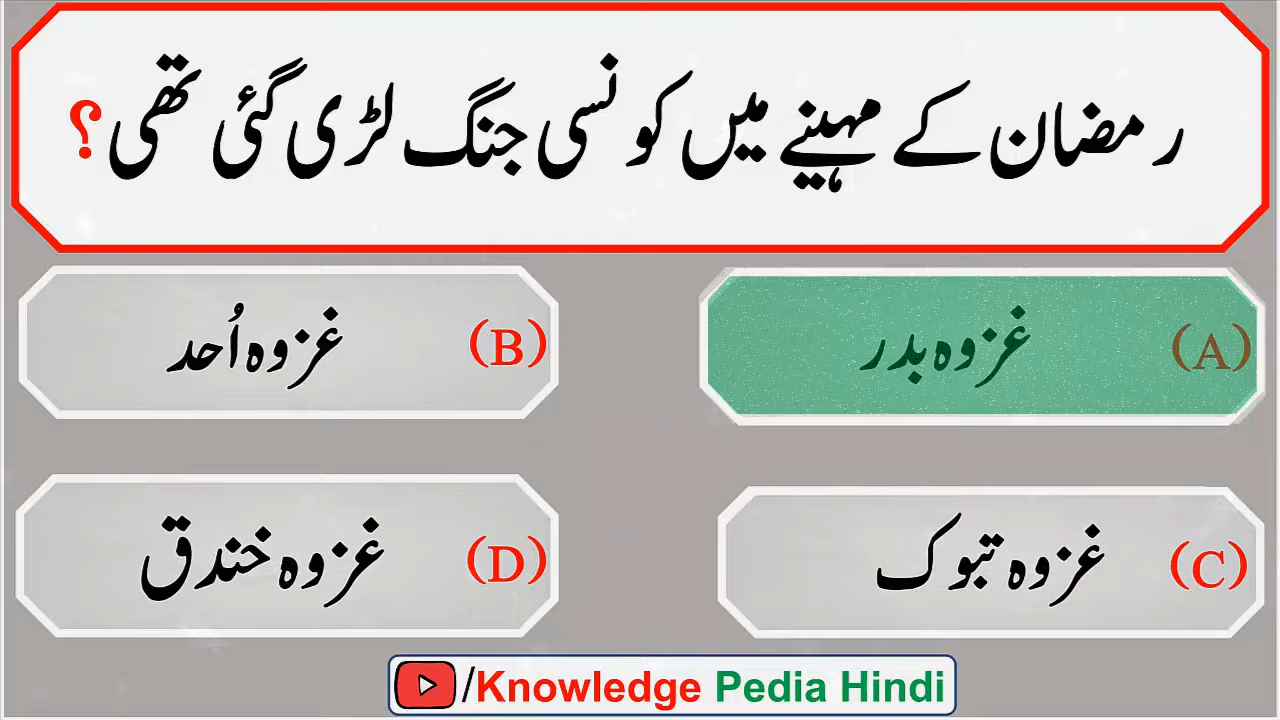 رمضان کے مہینے میں کونسی جنگ لڑی گئی تھی؟
(A) غزوہ بدر
(B) غزوہ اُحد
(C) غزوہ تبوک
(D) غزوہ خندق
/Knowledge Pedia Hindi